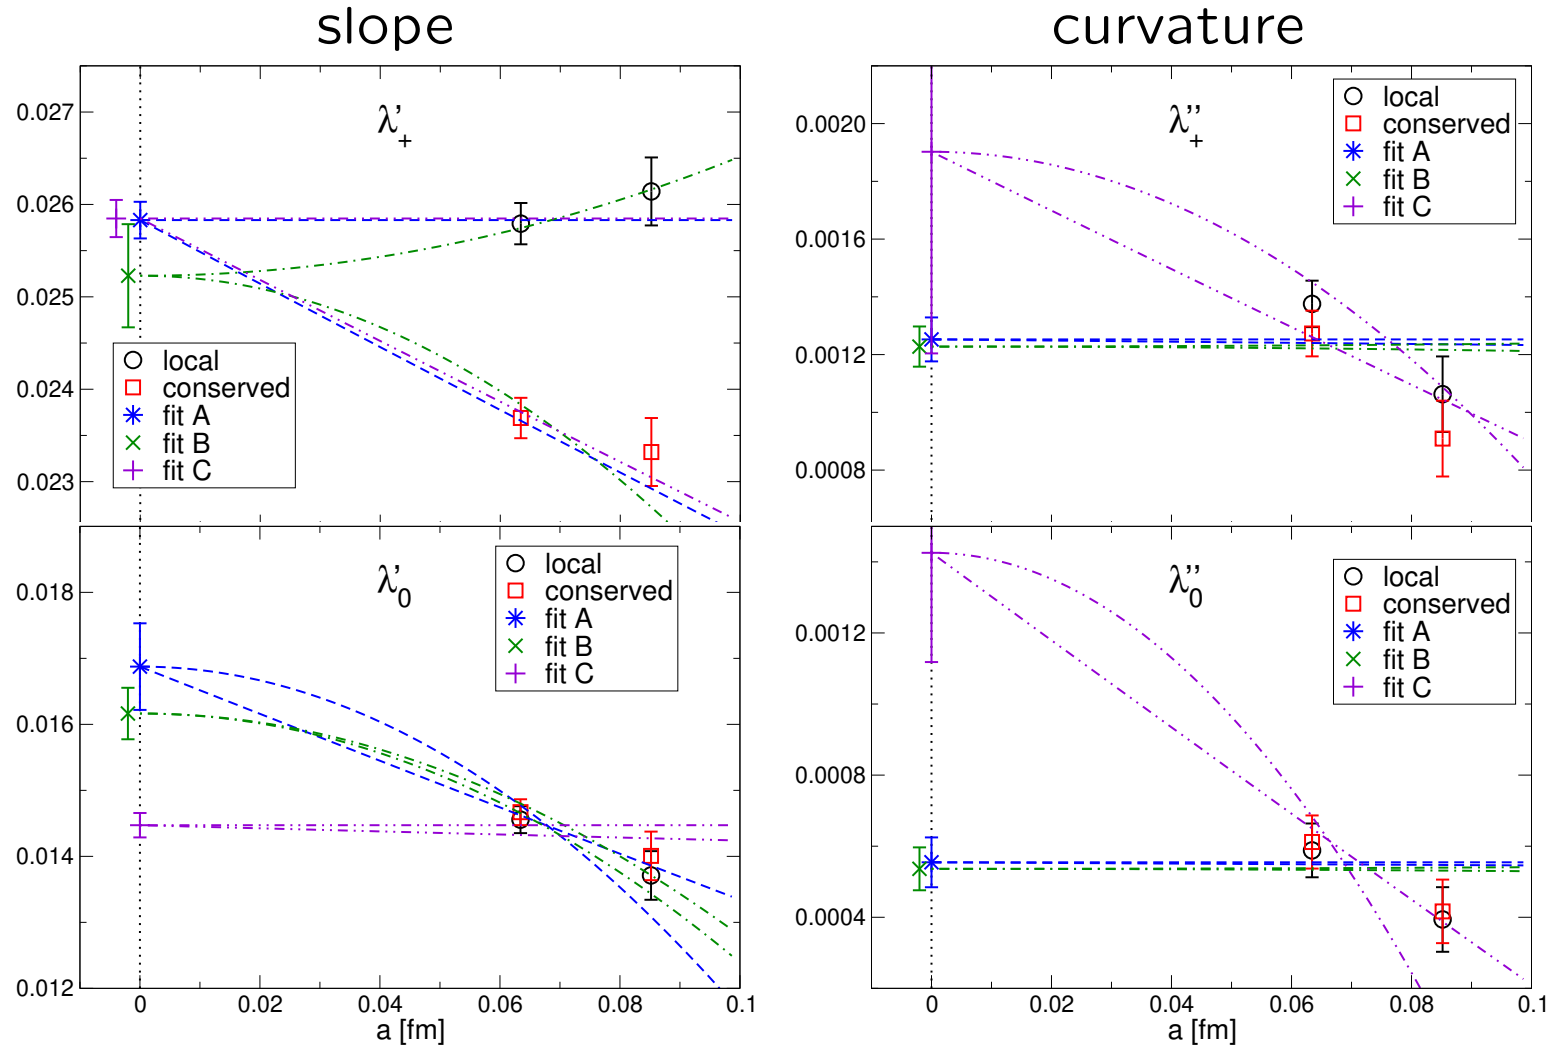 slope
curvature
0.027
0.026
0.025
0.024
0.023
λ'+
local
conserved
fit A
fit B
fit C
0.0020
0.0016
0.0012
0.0008
λ''+
local
conserved
fit A
fit B
fit C
0.018
0.016
0.014
0.012
λ'0
local
conserved
fit A
fit B
fit C
0 0.02 0.04 0.06 0.08 0.1
a [fm]
0.0012
0.0008
0.0004
λ''0
local
conserved
fit A
fit B
fit C
0 0.02 0.04 0.06 0.08 0.1
a [fm]